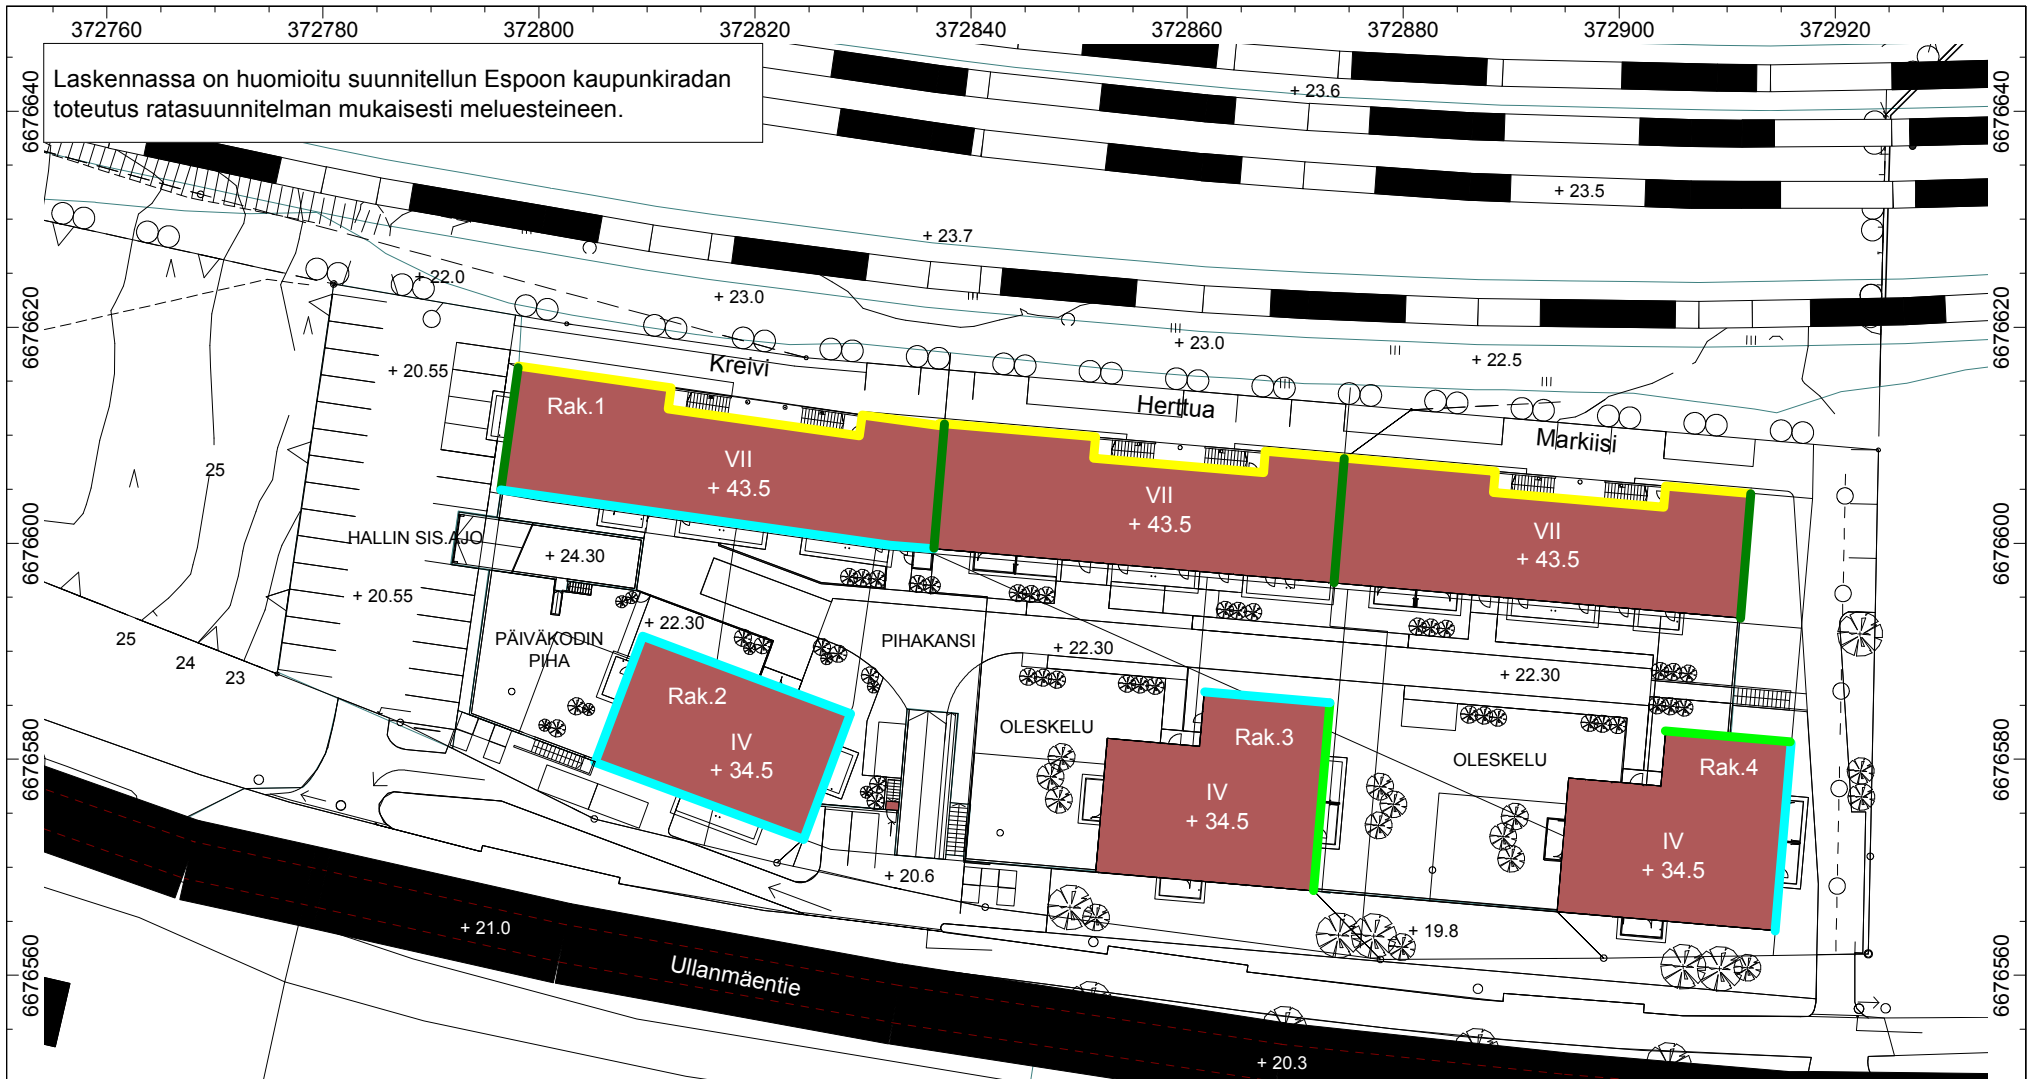 372760 372780 372800 372820 372840 372860 372880 372900 372920
Laskennassa on huomioitu suunnitellun Espoon kaupunkiradan
toteutus ratasuunnitelman mukaisesti meluesteineen.
6676640
6676640
+ 23.6
+ 23.5
+ 23.7
+ 22.0
+ 23.0
6676620
6676620
+ 23.0
+ 22.5
+ 20.55
Kreivi
Herttua
Markiisi
Rak.1
VII
+ 43.5
VII
+ 43.5
VII
+ 43.5
25
6676600
6676600
HALLIN SIS.AJO
+ 24.30
+ 20.55
+ 22.30
PÄIVÄKODIN
PIHA
PIHAKANSI
+ 22.30
+ 22.30
25
24
23
Rak.2
IV
+ 34.5
OLESKELU
Rak.3
IV
+ 34.5
OLESKELU
Rak.4
IV
+ 34.5
6676580
6676580
+ 20.6
+ 19.8
+ 21.0
Ullanmäentie
6676560
6676560
+ 20.3